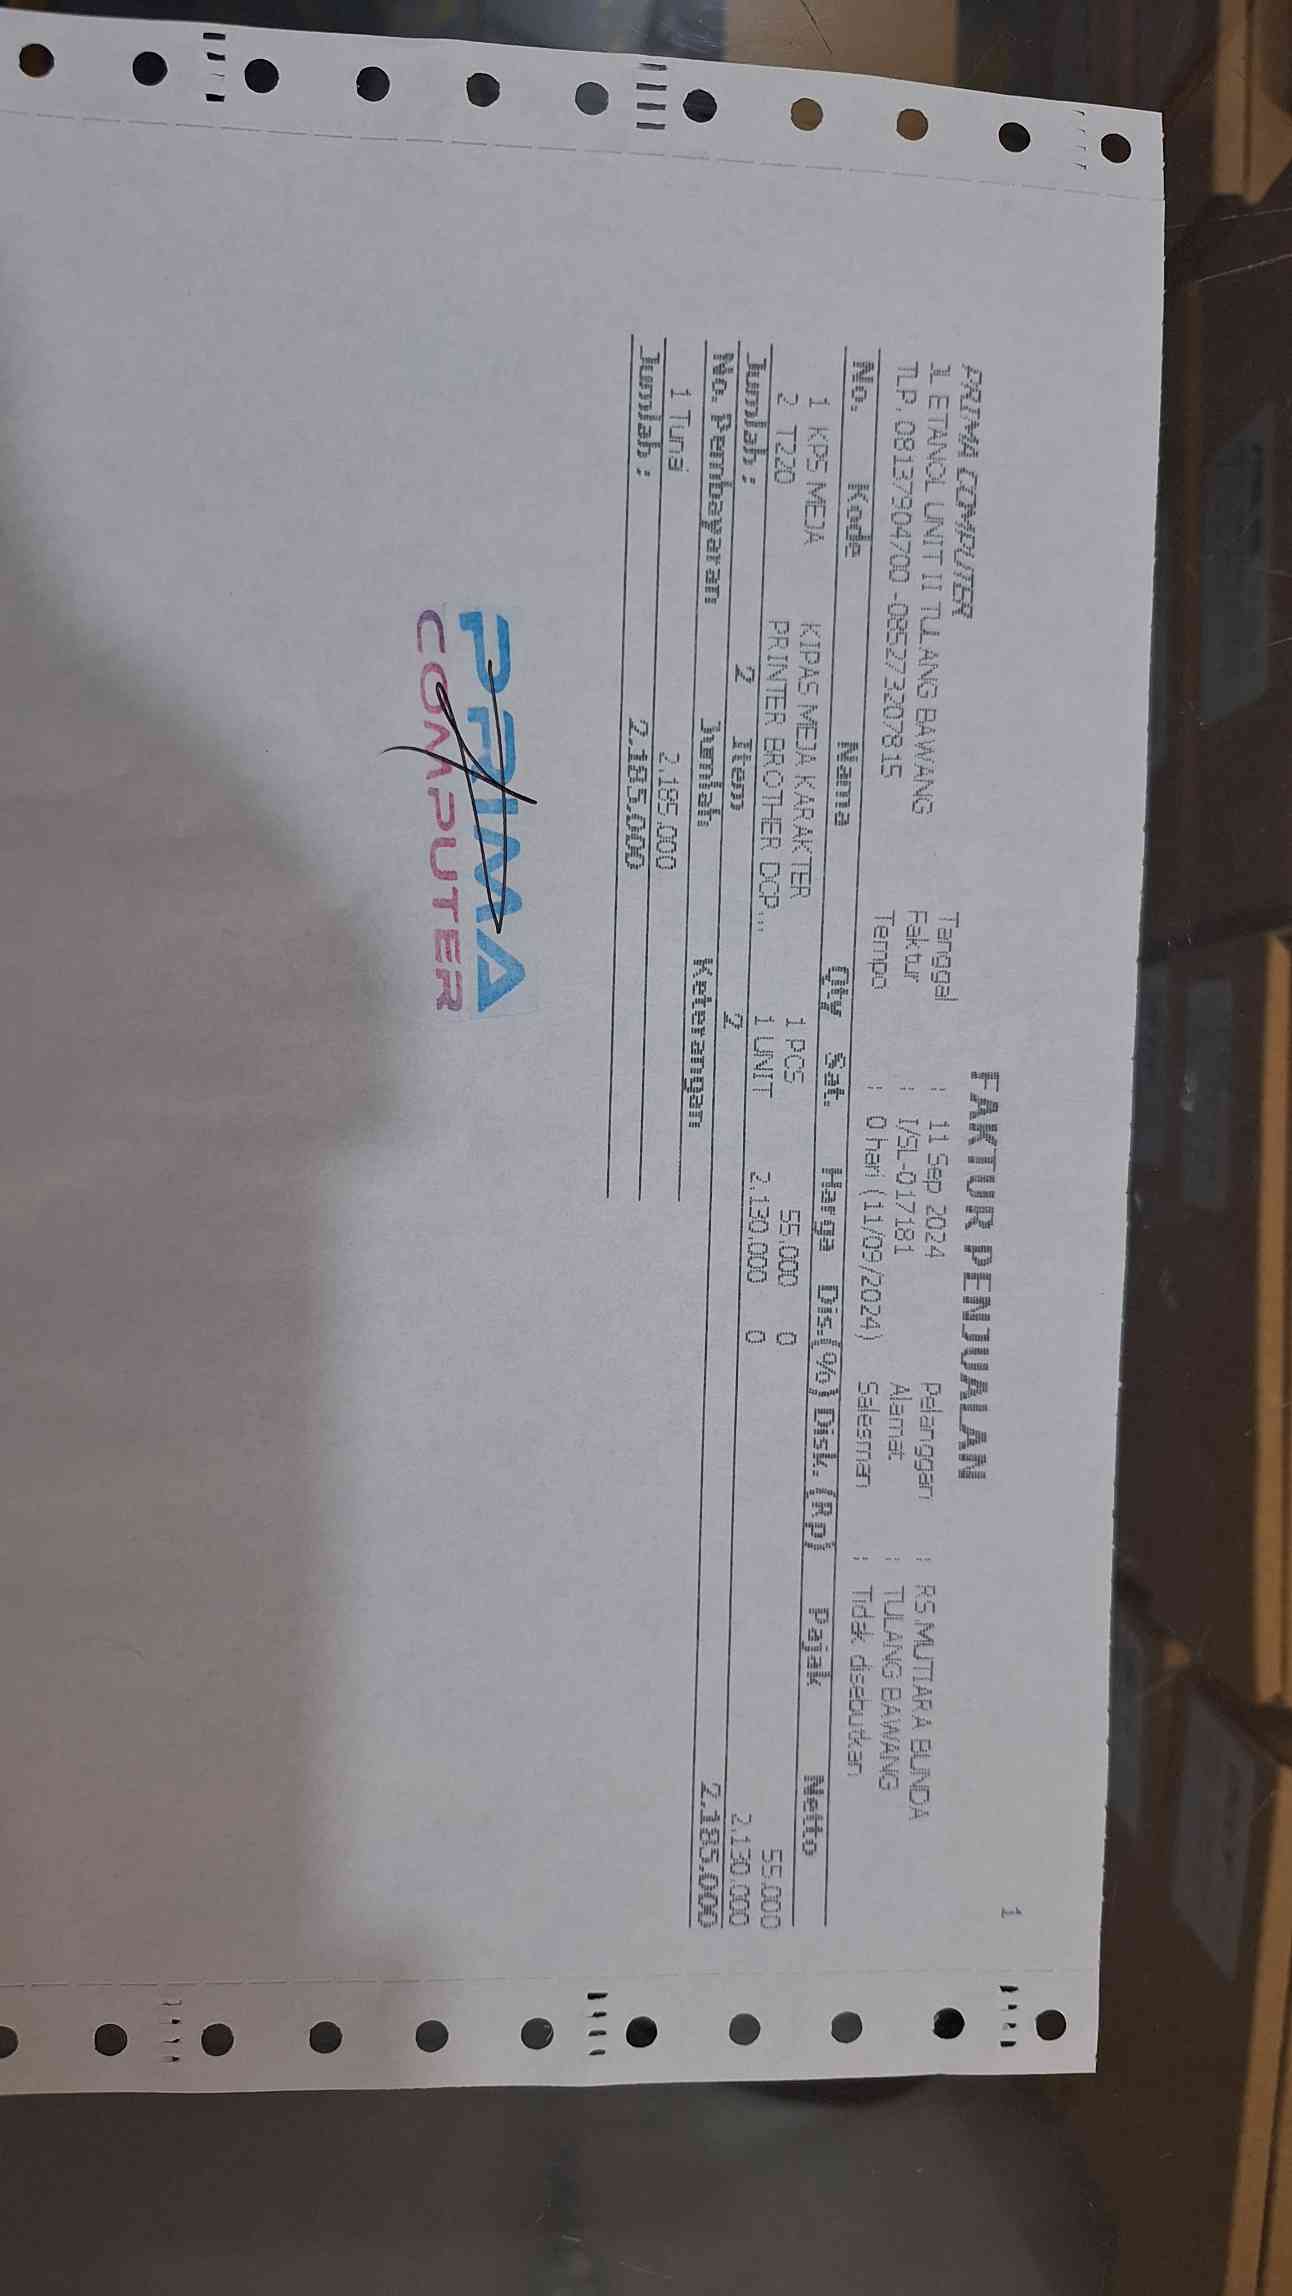 FAKTUR PENJUALAN
1
PRIMA COMPUTER
JL ETANOL UNIT II TULANG BAWANG
TLP. 08137904700 -085273207815
Tanggal : 11 Sep 2024
Faktur : I/SL-017181
Tempo : 0 hari (11/09/2024)
Pelanggan : RS.MUTIARA BUNDA
Alamat : TULANG BAWANG
Salesman : Tidak disebutkan
No. Kode Nama Qty Sat. Harga Dis.(%) Disk. (Rp) Pajak Netto
1 KPS MEJA KIPAS MEJA KARAKTER 1 PCS 55.000 0 55.000
2 T220 PRINTER BROTHER DCP... 1 UNIT 2.130.000 0 2.130.000
Jumlah : 2 Item 2 2.185.000
No. Pembayaran Jumlah Keterangan
1 Tunai 2.185.000
Jumlah : 2.185.000
PRIMA
COMPUTER